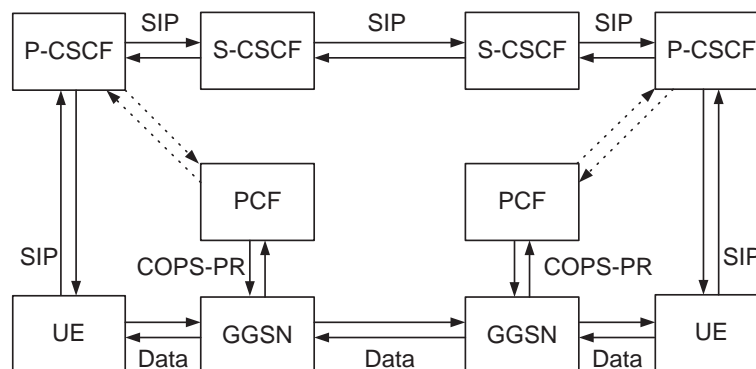 SIP SIP SIP
P-CSCF S-CSCF S-CSCF P-CSCF
PCF PCF
SIP COPS-PR COPS-PR SIP
UE GGSN GGSN UE
Data Data Data